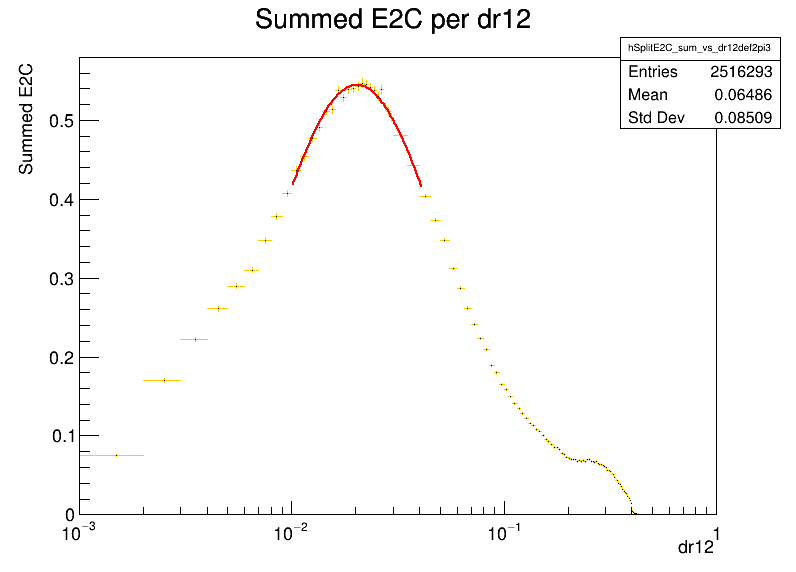 Summed E2C per dr12
hSplitE2C_sum_vs_dr12def2pi3
Entries 2516293
Mean 0.06486
Std Dev 0.08509
Summed E2C
0.5
0.4
0.3
0.2
0.1
0
10⁻³ 10⁻² 10⁻¹ 1
dr12